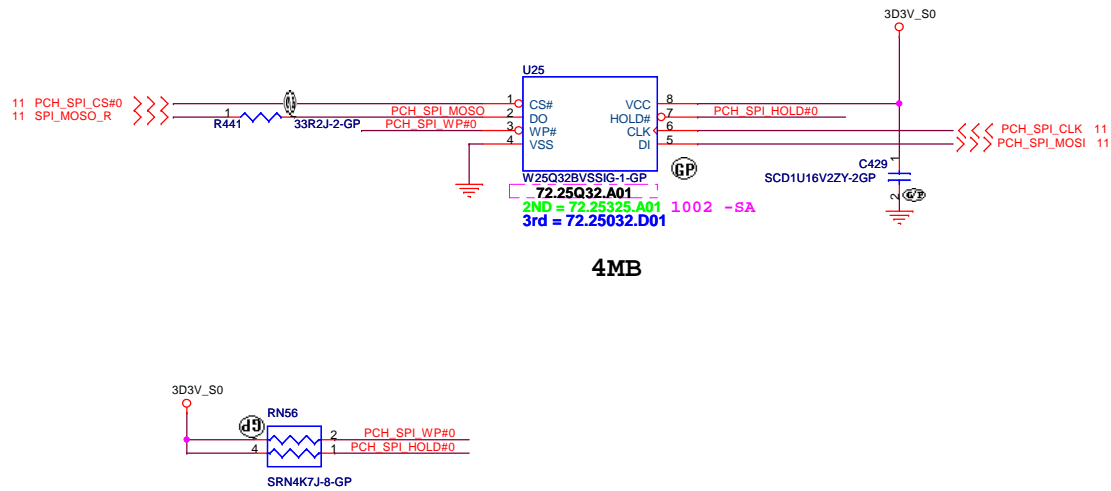 3D3V_S0
U25
11 PCH_SPI_CS#0
11 SPI_MOSO_R
1
R441
33R2J-2-GP
PCH_SPI_MOSO
PCH_SPI_WP#0
1 CS# VCC 8
2 DO HOLD# 7 PCH_SPI_HOLD#0
3 WP# CLK 6
4 VSS DI 5
PCH_SPI_CLK 11
PCH_SPI_MOSI 11
GP
W25Q32BVSSIG-1-GP
72.25Q32.A01
2ND = 72.25325.A01 1002 -SA
3rd = 72.25032.D01
C429
1
SCD1U16V2ZY-2GP
2
4MB
3D3V_S0
RN56
GP
2 PCH_SPI_WP#0
4 1 PCH_SPI_HOLD#0
SRN4K7J-8-GP